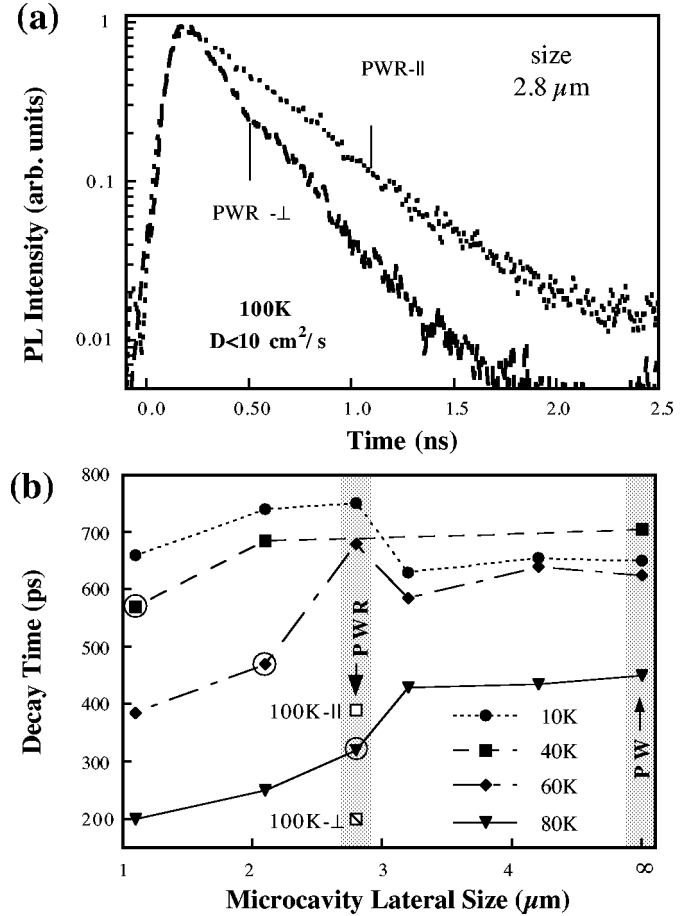 (a)
PL Intensity (arb. units)
1
0.1
0.01
PWR-||
size
2.8 μm
PWR -⊥
100K
D<10 cm²/s
0.0 0.50 1.0 1.5 2.0 2.5
Time (ns)
(b)
Decay Time (ps)
800
700
600
500
400
300
200
PWR
100K-||
100K-⊥
10K
40K
60K
80K
PW
1 2 3 4 ∞
Microcavity Lateral Size (μm)